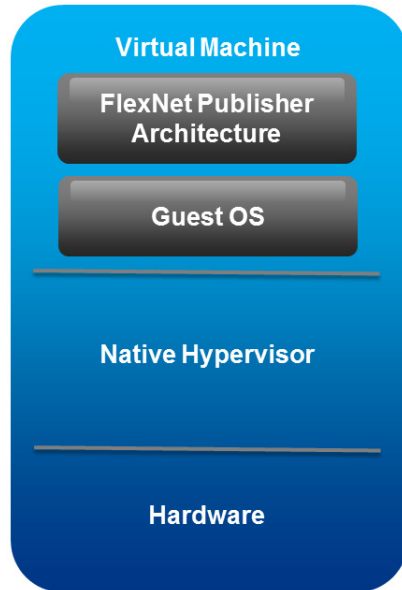 Virtual Machine
FlexNet Publisher
Architecture
Guest OS
Native Hypervisor
Hardware